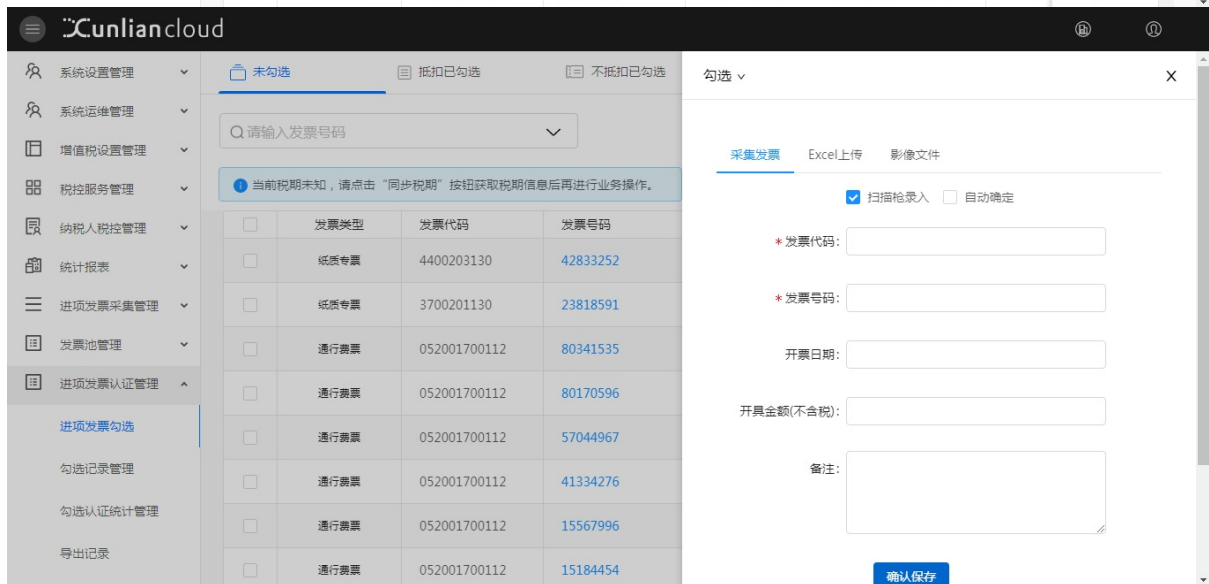 Xunliancloud
系统设置管理
系统运维管理
增值税设置管理
税控服务管理
纳税人税控管理
统计报表
进项发票采集管理
发票池管理
进项发票认证管理
进项发票勾选
勾选记录管理
勾选认证统计管理
导出记录
未勾选 抵扣已勾选 不抵扣已勾选
请输入发票号码
当前税期未知，请点击“同步税期”按钮获取税期信息后再进行业务操作。
发票类型 发票代码 发票号码
纸质专票 4400203130 42833252
纸质专票 3700201130 23818591
通行费票 052001700112 80341535
通行费票 052001700112 80170596
通行费票 052001700112 57044967
通行费票 052001700112 41334276
通行费票 052001700112 15567996
通行费票 052001700112 15184454
勾选 X
采集发票 Excel上传 影像文件
扫描枪录入 自动确定
* 发票代码:
* 发票号码:
开票日期:
开具金额(不含税):
备注:
确认保存